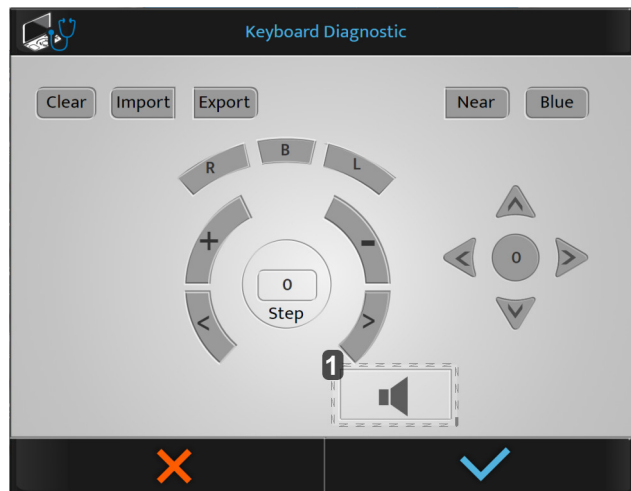 Keyboard Diagnostic
Clear Import Export Near Blue
R B L
+ -
0
Step
< >
0
1